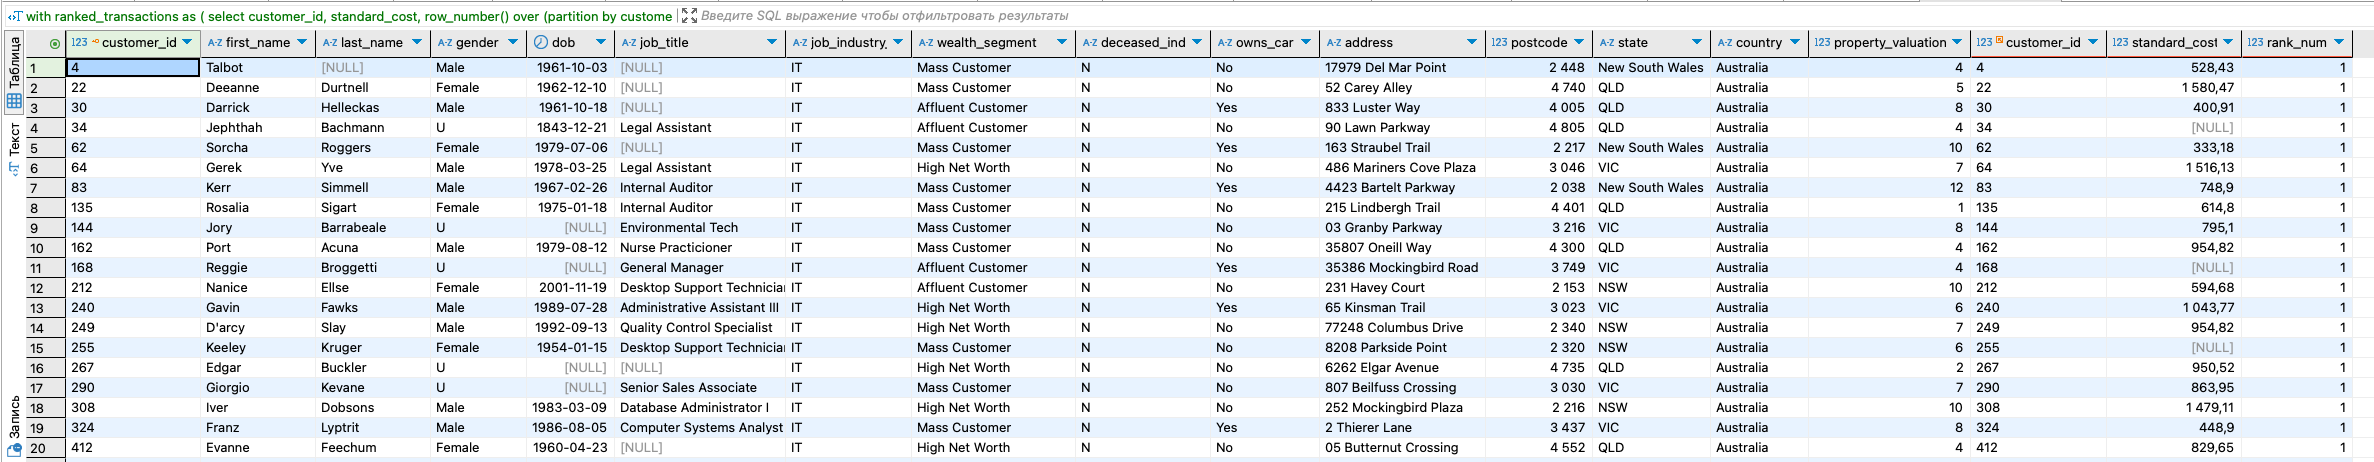 with ranked_transactions as ( select customer_id, standard_cost, row_number() over (partition by custome Введите SQL выражение чтобы отфильтровать результаты
Таблица
Текст
Запись
123 customer_id A-Z first_name A-Z last_name A-Z gender dob A-Z job_title A-Z job_industry_ A-Z wealth_segment A-Z deceased_ind A-Z owns_car A-Z address 123 postcode A-Z state A-Z country 123 property_valuation 123 customer_id 123 standard_cost 123 rank_num
1 4 Talbot [NULL] Male 1961-10-03 [NULL] IT Mass Customer N No 17979 Del Mar Point 2 448 New South Wales Australia 4 4 528,43 1
2 22 Deeanne Durtnell Female 1962-12-10 [NULL] IT Mass Customer N No 52 Carey Alley 4 740 QLD Australia 5 22 1 580,47 1
3 30 Darrick Helleckas Male 1961-10-18 [NULL] IT Affluent Customer N Yes 833 Luster Way 4 005 QLD Australia 8 30 400,91 1
4 34 Jephthah Bachmann U 1843-12-21 Legal Assistant IT Affluent Customer N No 90 Lawn Parkway 4 805 QLD Australia 4 34 [NULL] 1
5 62 Sorcha Roggers Female 1979-07-06 [NULL] IT Mass Customer N Yes 163 Straubel Trail 2 217 New South Wales Australia 10 62 333,18 1
6 64 Gerek Yve Male 1978-03-25 Legal Assistant IT High Net Worth N No 486 Mariners Cove Plaza 3 046 VIC Australia 7 64 1 516,13 1
7 83 Kerr Simmell Male 1967-02-26 Internal Auditor IT Mass Customer N Yes 4423 Bartelt Parkway 2 038 New South Wales Australia 12 83 748,9 1
8 135 Rosalia Sigart Female 1975-01-18 Internal Auditor IT Mass Customer N No 215 Lindbergh Trail 4 401 QLD Australia 1 135 614,8 1
9 144 Jory Barrabeale U [NULL] Environmental Tech IT Mass Customer N No 03 Granby Parkway 3 216 VIC Australia 8 144 795,1 1
10 162 Port Acuna Male 1979-08-12 Nurse Practicioner IT Mass Customer N No 35807 Oneill Way 4 300 QLD Australia 4 162 954,82 1
11 168 Reggie Broggetti U [NULL] General Manager IT Affluent Customer N Yes 35386 Mockingbird Road 3 749 VIC Australia 4 168 [NULL] 1
12 212 Nanice Ellse Female 2001-11-19 Desktop Support Technician IT Affluent Customer N No 231 Havey Court 2 153 NSW Australia 10 212 594,68 1
13 240 Gavin Fawks Male 1989-07-28 Administrative Assistant III IT High Net Worth N Yes 65 Kinsman Trail 3 023 VIC Australia 6 240 1 043,77 1
14 249 D'arcy Slay Male 1992-09-13 Quality Control Specialist IT High Net Worth N No 77248 Columbus Drive 2 340 NSW Australia 7 249 954,82 1
15 255 Keeley Kruger Female 1954-01-15 Desktop Support Technician IT Mass Customer N No 8208 Parkside Point 2 320 NSW Australia 6 255 [NULL] 1
16 267 Edgar Buckler U [NULL] [NULL] IT High Net Worth N No 6262 Elgar Avenue 4 735 QLD Australia 2 267 950,52 1
17 290 Giorgio Kevane U [NULL] Senior Sales Associate IT Mass Customer N No 807 Beilfuss Crossing 3 030 VIC Australia 7 290 863,95 1
18 308 Iver Dobsons Male 1983-03-09 Database Administrator I IT High Net Worth N No 252 Mockingbird Plaza 2 216 NSW Australia 10 308 1 479,11 1
19 324 Franz Lyptrit Male 1986-08-05 Computer Systems Analyst IT Mass Customer N Yes 2 Thierer Lane 3 437 VIC Australia 8 324 448,9 1
20 412 Evanne Feechum Female 1960-04-23 [NULL] IT High Net Worth N No 05 Butternut Crossing 4 552 QLD Australia 4 412 829,65 1